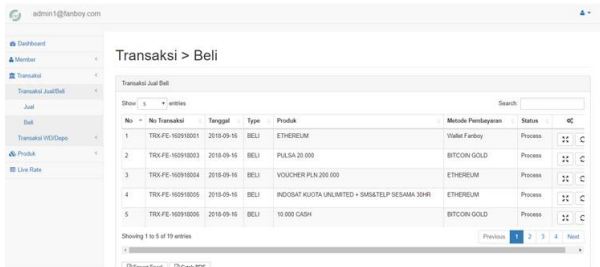 admin1@fanboy.com
Dashboard
Member
Transaksi
Transaksi Jual/Beli
Jual
Beli
Transaksi WD/Depo
Produk
Live Rate
Transaksi > Beli
Transaksi Jual Beli
Show 5 entries
Search:
No No Transaksi Tanggal Type Produk Metode Pembayaran Status
1 TRX-FE-160918001 2018-09-16 BELI ETHEREUM Wallet Fanboy Process
2 TRX-FE-160918003 2018-09-16 BELI PULSA 20.000 BITCOIN GOLD Process
3 TRX-FE-160918004 2018-09-16 BELI VOUCHER PLN 200.000 ETHEREUM Process
4 TRX-FE-160918005 2018-09-16 BELI INDOSAT KUOTA UNLIMITED + SMS&TELP SESAMA 30HR ETHEREUM Process
5 TRX-FE-160918006 2018-09-16 BELI 10.000 CASH BITCOIN GOLD Process
Showing 1 to 5 of 19 entries
Previous 1 2 3 4 Next